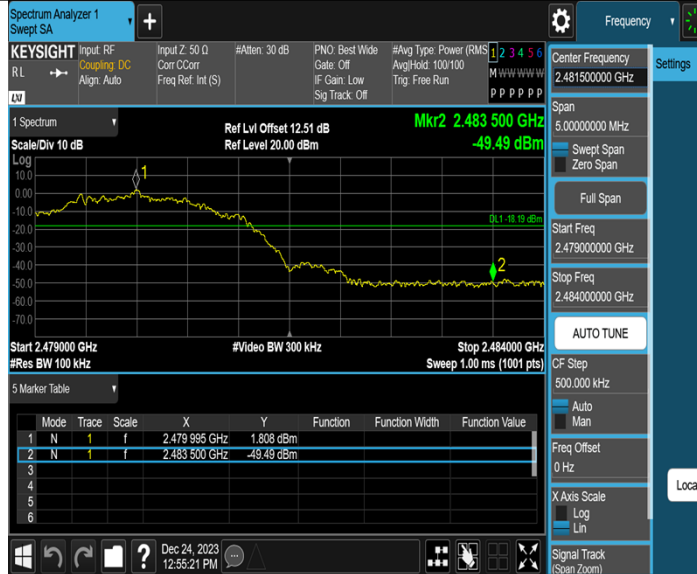 Spectrum Analyzer 1
Swept SA
Frequency
KEYSIGHT
RL
LXI
Input: RF
Coupling: DC
Align: Auto
Input Z: 50 Ω
Corr CCorr
Freq Ref: Int (S)
#Atten: 30 dB
PNO: Best Wide
Gate: Off
IF Gain: Low
Sig Track: Off
#Avg Type: Power (RMS
Avg|Hold: 100/100
Trig: Free Run
1 2 3 4 5 6
M W W W W W
P P P P P P
1 Spectrum
Scale/Div 10 dB
Ref Lvl Offset 12.51 dB
Ref Level 20.00 dBm
Mkr2 2.483 500 GHz
-49.49 dBm
Log
10.0
0.00
-10.0
-20.0
-30.0
-40.0
-50.0
-60.0
-70.0
1
DL1 -18.19 dBm
2
Start 2.479000 GHz
#Res BW 100 kHz
#Video BW 300 kHz
Stop 2.484000 GHz
Sweep 1.00 ms (1001 pts)
5 Marker Table
Mode Trace Scale X Y Function Function Width Function Value
1 N 1 f 2.479 995 GHz 1.808 dBm
2 N 1 f 2.483 500 GHz -49.49 dBm
3
4
5
6
Dec 24, 2023
12:55:21 PM
Center Frequency
2.481500000 GHz
Span
5.00000000 MHz
Swept Span
Zero Span
Full Span
Start Freq
2.479000000 GHz
Stop Freq
2.484000000 GHz
AUTO TUNE
CF Step
500.000 kHz
Auto
Man
Freq Offset
0 Hz
X Axis Scale
Log
Lin
Signal Track
(Span Zoom)
Settings
Loca